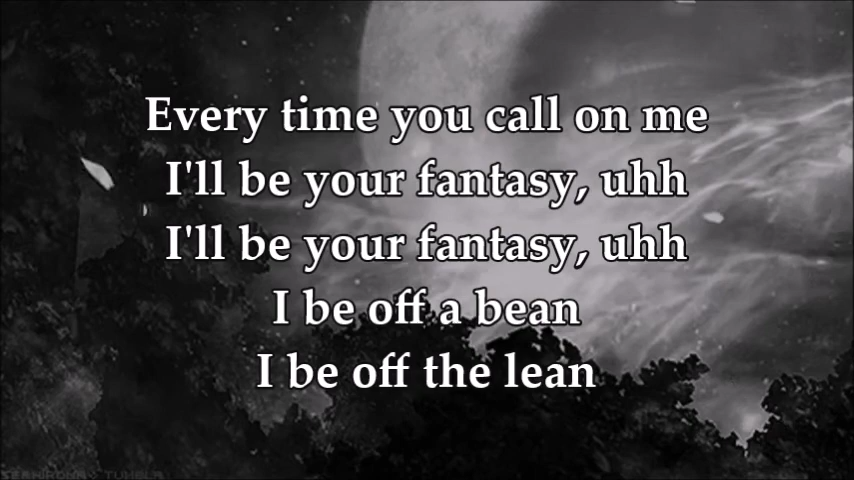 Every time you call on me
I'll be your fantasy, uhh
I'll be your fantasy, uhh
I be off a bean
I be off the lean